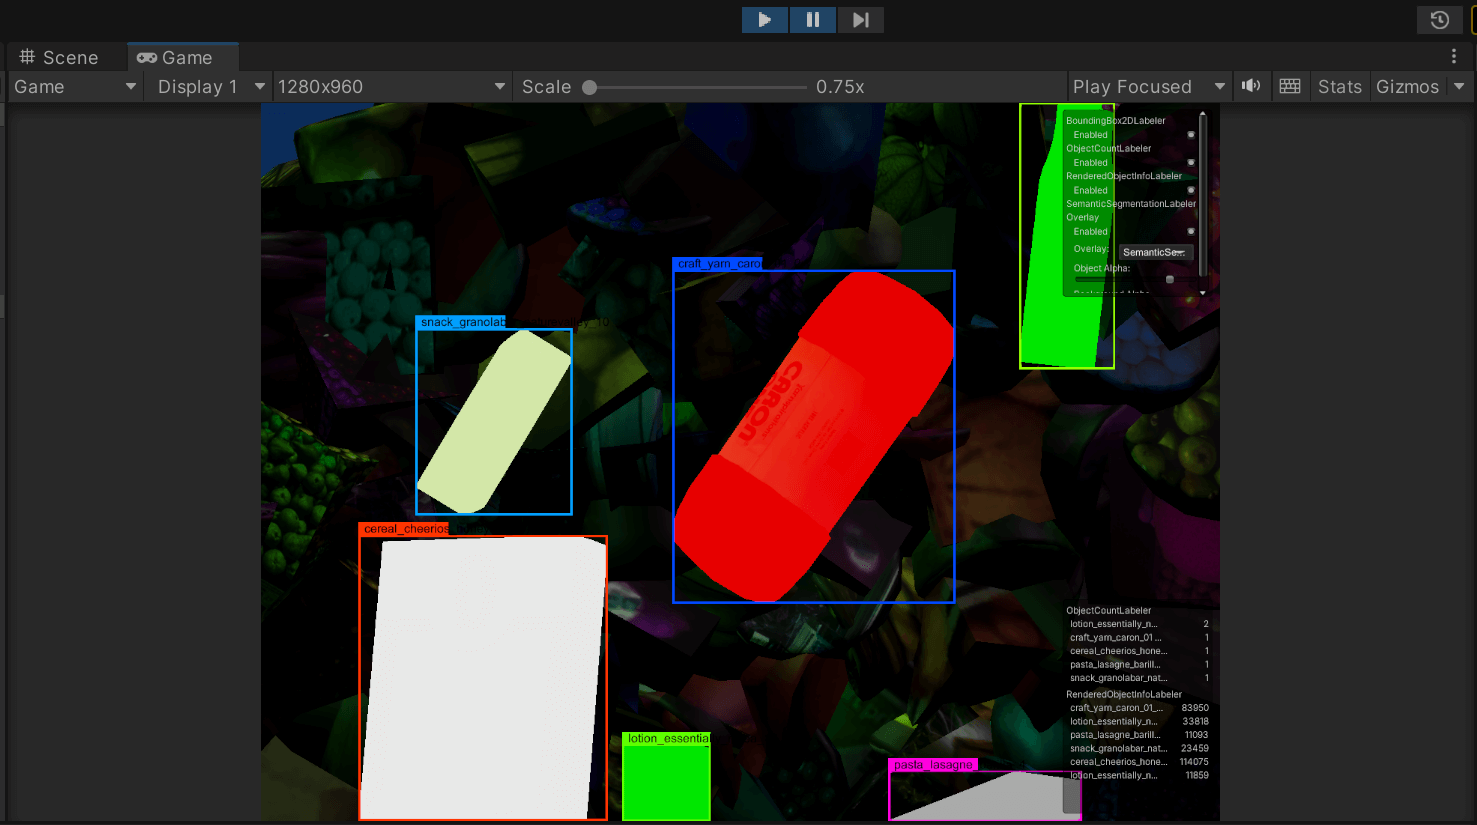 Scene
Game
Game
Display 1
1280x960
Scale
0.75x
Play Focused
Stats
Gizmos
BoundingBox2DLabeler
Enabled
ObjectCountLabeler
Enabled
RenderedObjectInfoLabeler
Enabled
SemanticSegmentationLabeler
Overlay
Enabled
Overlay:
SemanticSe...
Object Alpha:
craft_yarn_caro
snack_granolab
CARON
cereal_cheerios
lotion_essentia
pasta_lasagne
ObjectCountLabeler
lotion_essentially_n... 2
craft_yarn_caron_01 ... 1
cereal_cheerios_hone... 1
pasta_lasagne_barill... 1
snack_granolabar_nat... 1
RenderedObjectInfoLabeler
craft_yarn_caron_01_... 83950
lotion_essentially_n... 33818
pasta_lasagne_barill... 11093
snack_granolabar_nat... 23459
cereal_cheerios_hone... 114075
lotion_essentially_n... 11859